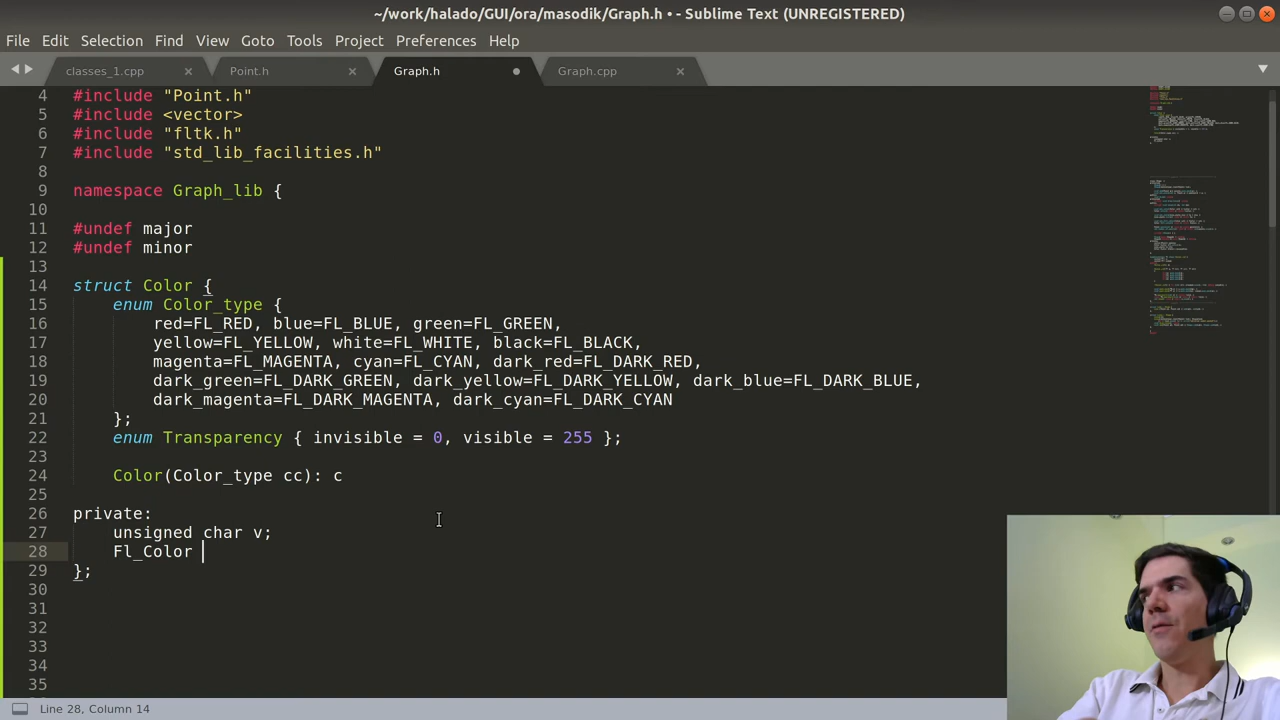 ~/work/halado/GUI/ora/masodik/Graph.h • - Sublime Text (UNREGISTERED)
File Edit Selection Find View Goto Tools Project Preferences Help
classes_1.cpp Point.h Graph.h Graph.cpp
4 #include "Point.h"
5 #include <vector>
6 #include "fltk.h"
7 #include "std_lib_facilities.h"
8
9 namespace Graph_lib {
10
11 #undef major
12 #undef minor
13
14 struct Color {
15 enum Color_type {
16 red=FL_RED, blue=FL_BLUE, green=FL_GREEN,
17 yellow=FL_YELLOW, white=FL_WHITE, black=FL_BLACK,
18 magenta=FL_MAGENTA, cyan=FL_CYAN, dark_red=FL_DARK_RED,
19 dark_green=FL_DARK_GREEN, dark_yellow=FL_DARK_YELLOW, dark_blue=FL_DARK_BLUE,
20 dark_magenta=FL_DARK_MAGENTA, dark_cyan=FL_DARK_CYAN
21 };
22 enum Transparency { invisible = 0, visible = 255 };
23
24 Color(Color_type cc): c
25
26 private:
27 unsigned char v;
28 Fl_Color
29 };
30
31
32
33
34
35
Line 28, Column 14